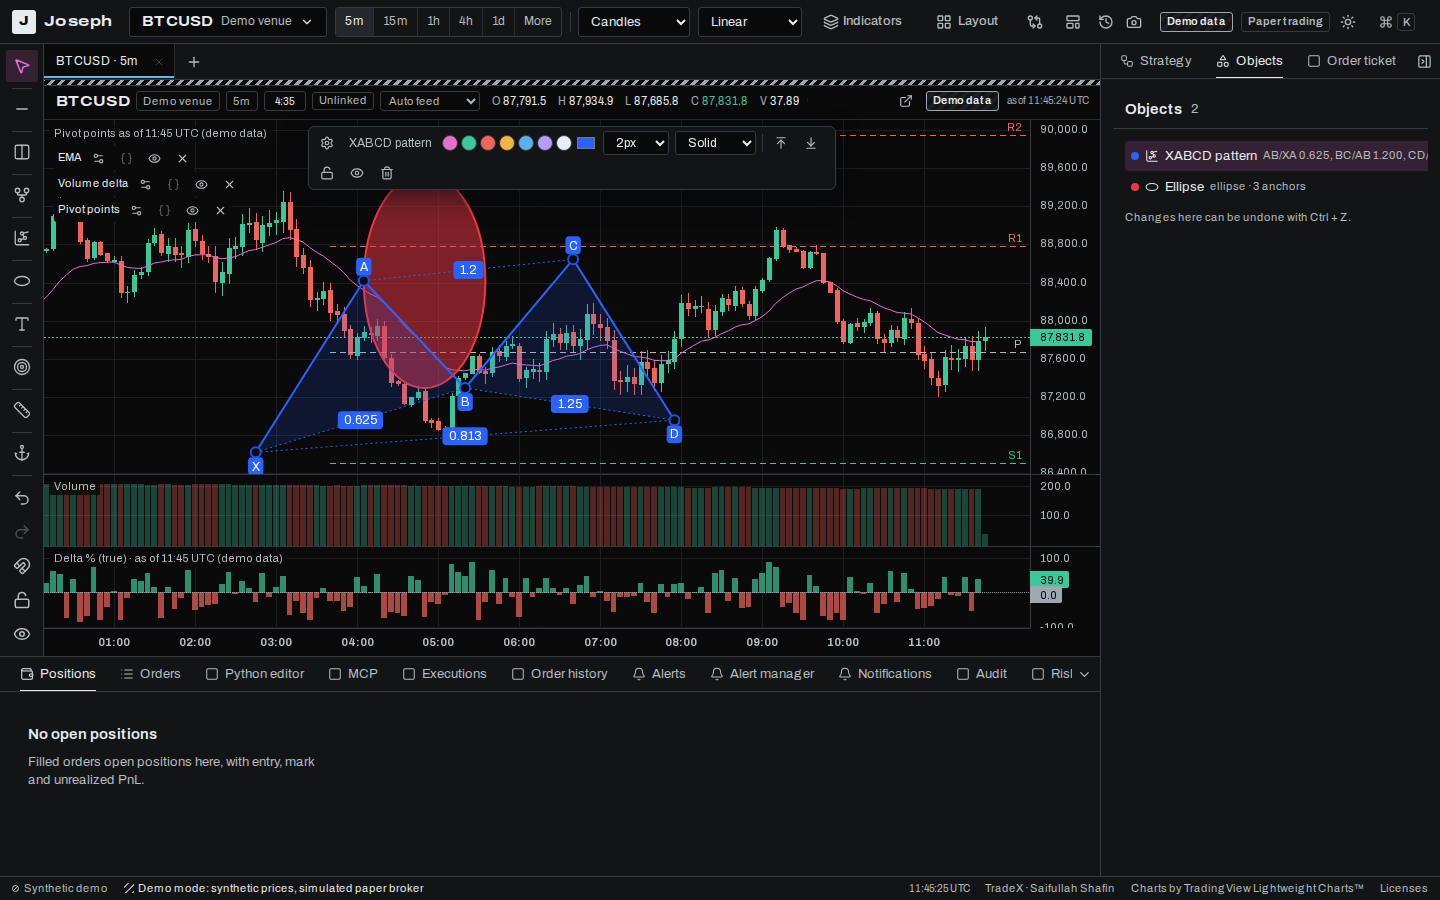 J Joseph BTCUSD Demo venue 5m 15m 1h 4h 1d More Candles Linear Indicators Layout Demo data Paper trading ⌘ K
BTCUSD · 5m
Strategy Objects Order ticket
BTCUSD Demo venue 5m 4:35 Unlinked Auto feed O 87,791.5 H 87,934.9 L 87,685.8 C 87,831.8 V 37.89 Demo data as of 11:45:24 UTC
Objects 2
Pivot points as of 11:45 UTC (demo data)
XABCD pattern 2px Solid
EMA { }
Volume delta { }
Pivot points { }
XABCD pattern AB/XA 0.625, BC/AB 1.200, CD/
Ellipse ellipse · 3 anchors
Changes here can be undone with Ctrl + Z.
R2
R1
P
S1
90,000.0
89,600.0
89,200.0
88,800.0
88,400.0
88,000.0
87,831.8
87,600.0
87,200.0
86,800.0
86,400.0
A
C
1.2
B
1.25
0.625
0.813
D
X
Volume
200.0
100.0
Delta % (true) · as of 11:45 UTC (demo data)
100.0
39.9
0.0
-100.0
01:00 02:00 03:00 04:00 05:00 06:00 07:00 08:00 09:00 10:00 11:00
Positions Orders Python editor MCP Executions Order history Alerts Alert manager Notifications Audit Risk
No open positions
Filled orders open positions here, with entry, mark
and unrealized PnL.
Synthetic demo Demo mode: synthetic prices, simulated paper broker 11:45:25 UTC TradeX · Saifullah Shafin Charts by TradingView Lightweight Charts™ Licenses